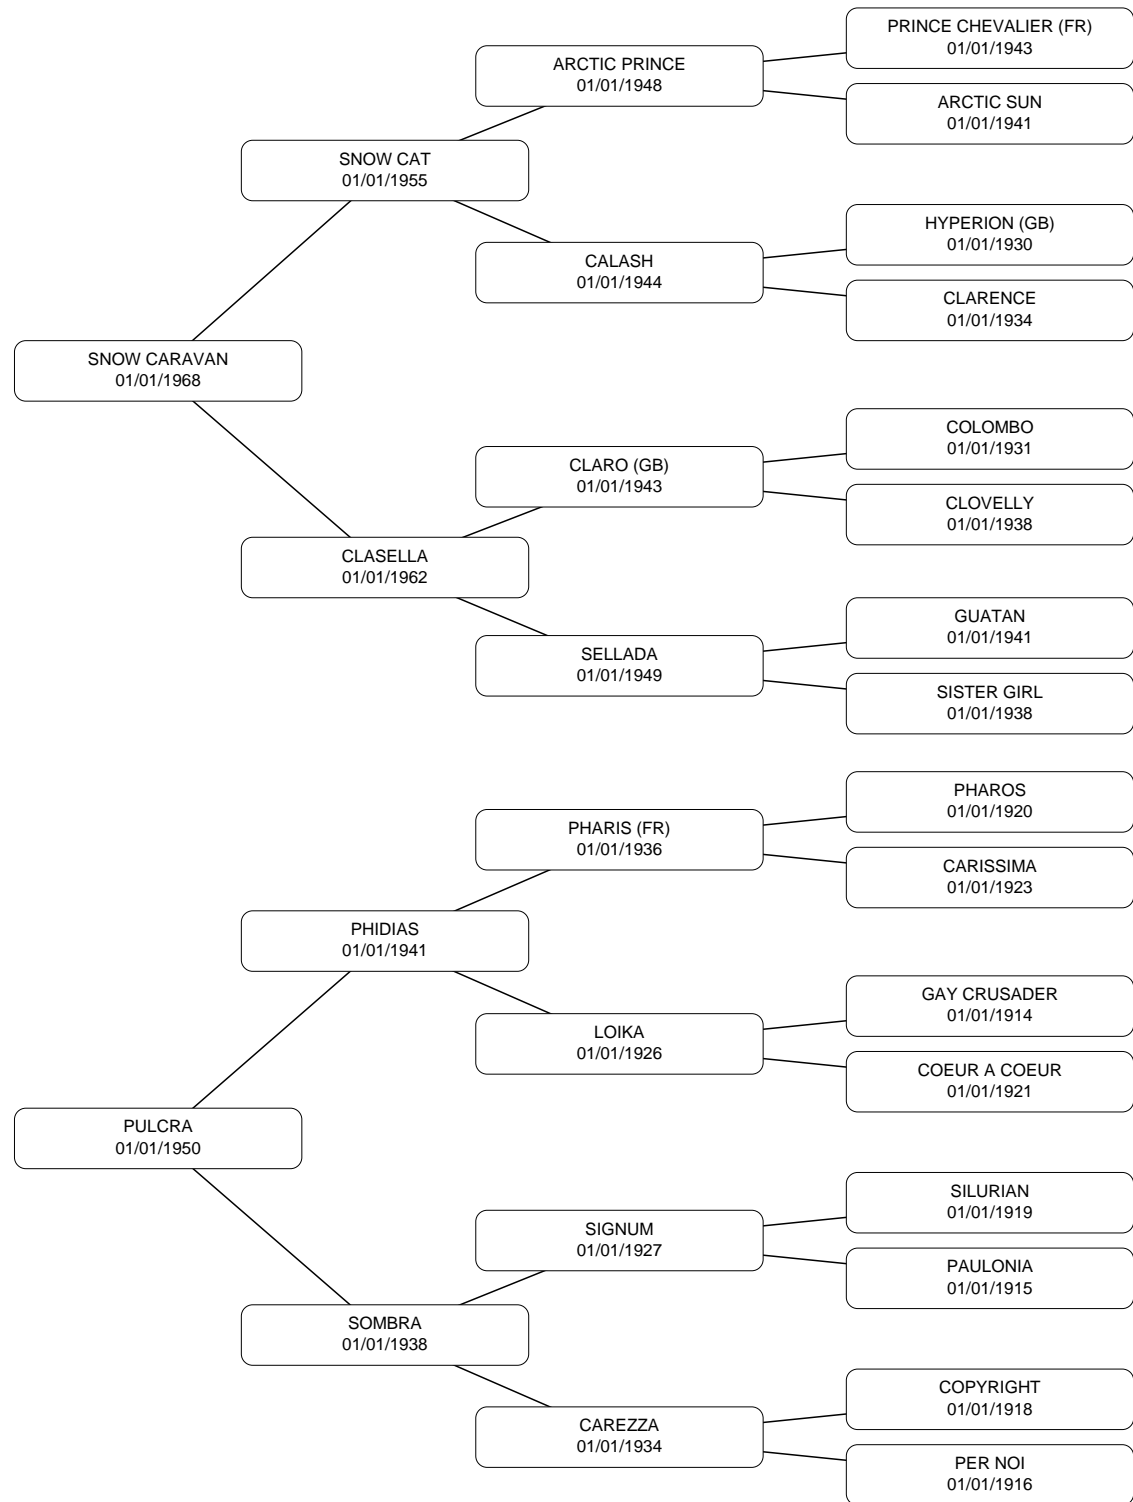 PRINCE CHEVALIER (FR)
01/01/1943
ARCTIC PRINCE
01/01/1948
ARCTIC SUN
01/01/1941
SNOW CAT
01/01/1955
HYPERION (GB)
01/01/1930
CALASH
01/01/1944
CLARENCE
01/01/1934
SNOW CARAVAN
01/01/1968
COLOMBO
01/01/1931
CLARO (GB)
01/01/1943
CLOVELLY
01/01/1938
CLASELLA
01/01/1962
GUATAN
01/01/1941
SELLADA
01/01/1949
SISTER GIRL
01/01/1938
PHAROS
01/01/1920
PHARIS (FR)
01/01/1936
CARISSIMA
01/01/1923
PHIDIAS
01/01/1941
GAY CRUSADER
01/01/1914
LOIKA
01/01/1926
COEUR A COEUR
01/01/1921
PULCRA
01/01/1950
SILURIAN
01/01/1919
SIGNUM
01/01/1927
PAULONIA
01/01/1915
SOMBRA
01/01/1938
COPYRIGHT
01/01/1918
CAREZZA
01/01/1934
PER NOI
01/01/1916